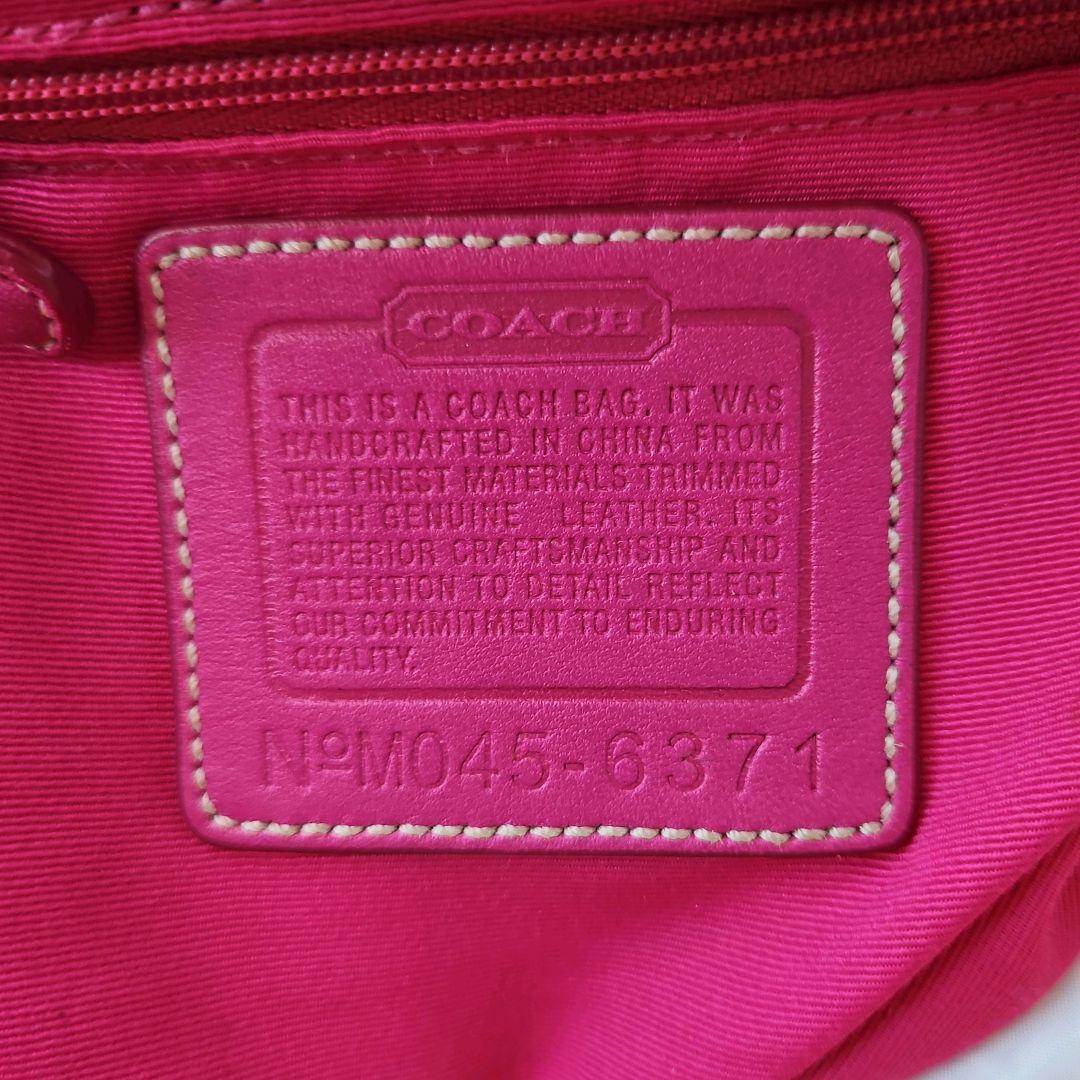 COACH
THIS IS A COACH BAG. IT WAS
HANDCRAFTED IN CHINA FROM
THE FINEST MATERIALS TRIMMED
WITH GENUINE LEATHER. ITS
SUPERIOR CRAFTSMANSHIP AND
ATTENTION TO DETAIL REFLECT
OUR COMMITMENT TO ENDURING
QUALITY.
NºM045-6371